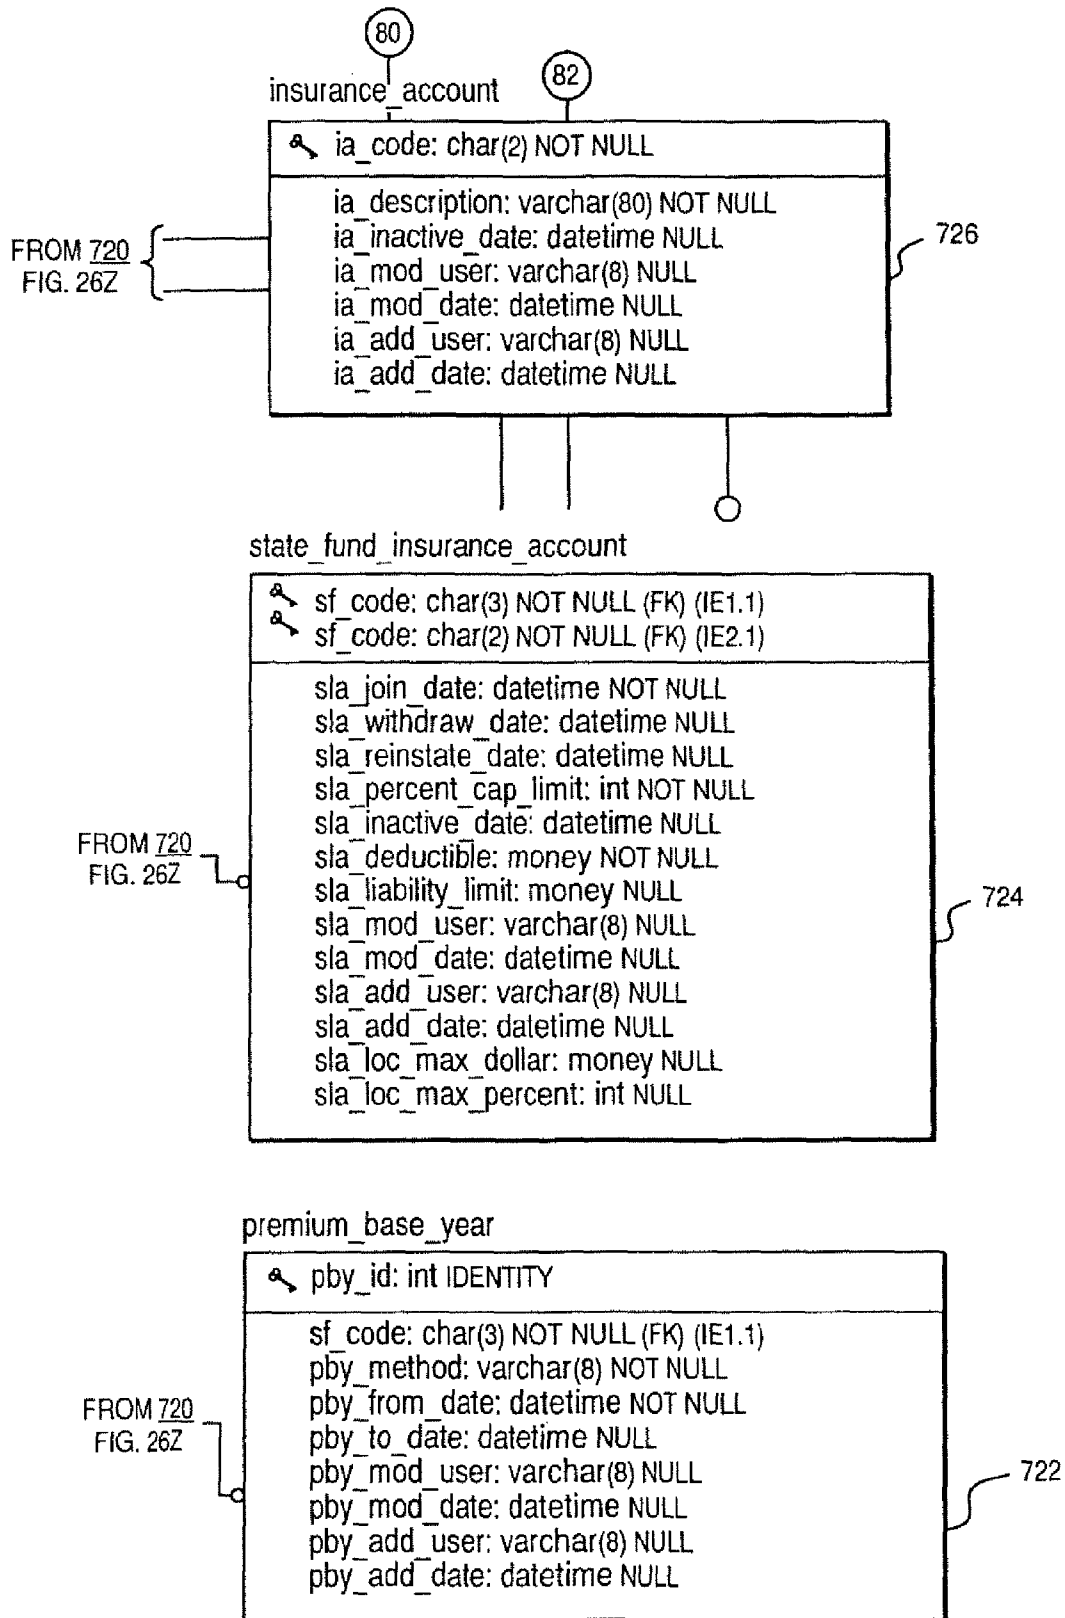 80
82
insurance_account
ia_code: char(2) NOT NULL
ia_description: varchar(80) NOT NULL
ia_inactive_date: datetime NULL
ia_mod_user: varchar(8) NULL
ia_mod_date: datetime NULL
ia_add_user: varchar(8) NULL
ia_add_date: datetime NULL
FROM 720
FIG. 26Z
726
state_fund_insurance_account
sf_code: char(3) NOT NULL (FK) (IE1.1)
sf_code: char(2) NOT NULL (FK) (IE2.1)
sla_join_date: datetime NOT NULL
sla_withdraw_date: datetime NULL
sla_reinstate_date: datetime NULL
sla_percent_cap_limit: int NOT NULL
sla_inactive_date: datetime NULL
sla_deductible: money NOT NULL
sla_liability_limit: money NULL
sla_mod_user: varchar(8) NULL
sla_mod_date: datetime NULL
sla_add_user: varchar(8) NULL
sla_add_date: datetime NULL
sla_loc_max_dollar: money NULL
sla_loc_max_percent: int NULL
FROM 720
FIG. 26Z
724
premium_base_year
pby_id: int IDENTITY
sf_code: char(3) NOT NULL (FK) (IE1.1)
pby_method: varchar(8) NOT NULL
pby_from_date: datetime NOT NULL
pby_to_date: datetime NULL
pby_mod_user: varchar(8) NULL
pby_mod_date: datetime NULL
pby_add_user: varchar(8) NULL
pby_add_date: datetime NULL
FROM 720
FIG. 26Z
722